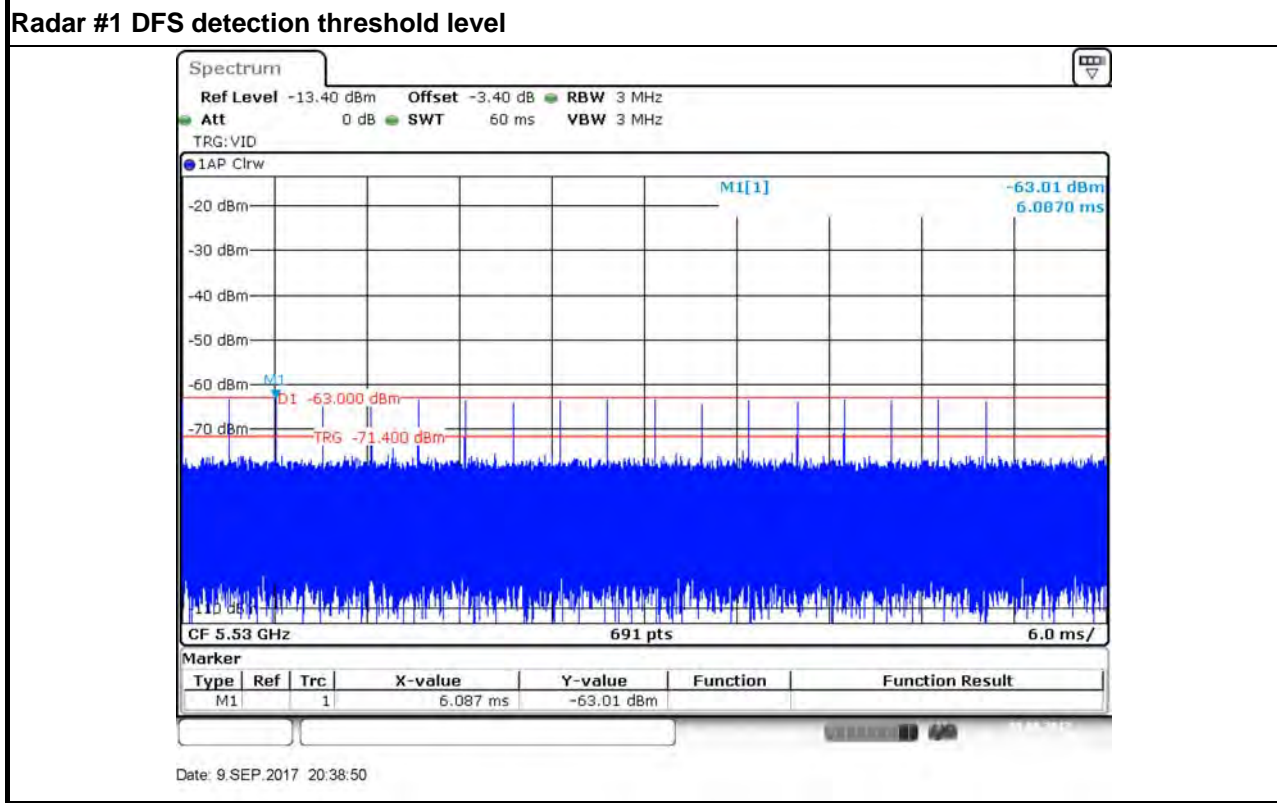 Radar #1 DFS detection threshold level
Spectrum
Ref Level -13.40 dBm Offset -3.40 dB RBW 3 MHz
Att 0 dB SWT 60 ms VBW 3 MHz
TRG:VID
1AP Clrw
M1[1] -63.01 dBm
6.0870 ms
-20 dBm
-30 dBm
-40 dBm
-50 dBm
-60 dBm
M1
D1 -63.000 dBm
-70 dBm
TRG -71.400 dBm
CF 5.53 GHz 691 pts 6.0 ms/
Marker
Type Ref Trc X-value Y-value Function Function Result
M1 1 6.087 ms -63.01 dBm
Date: 9.SEP.2017 20:38:50